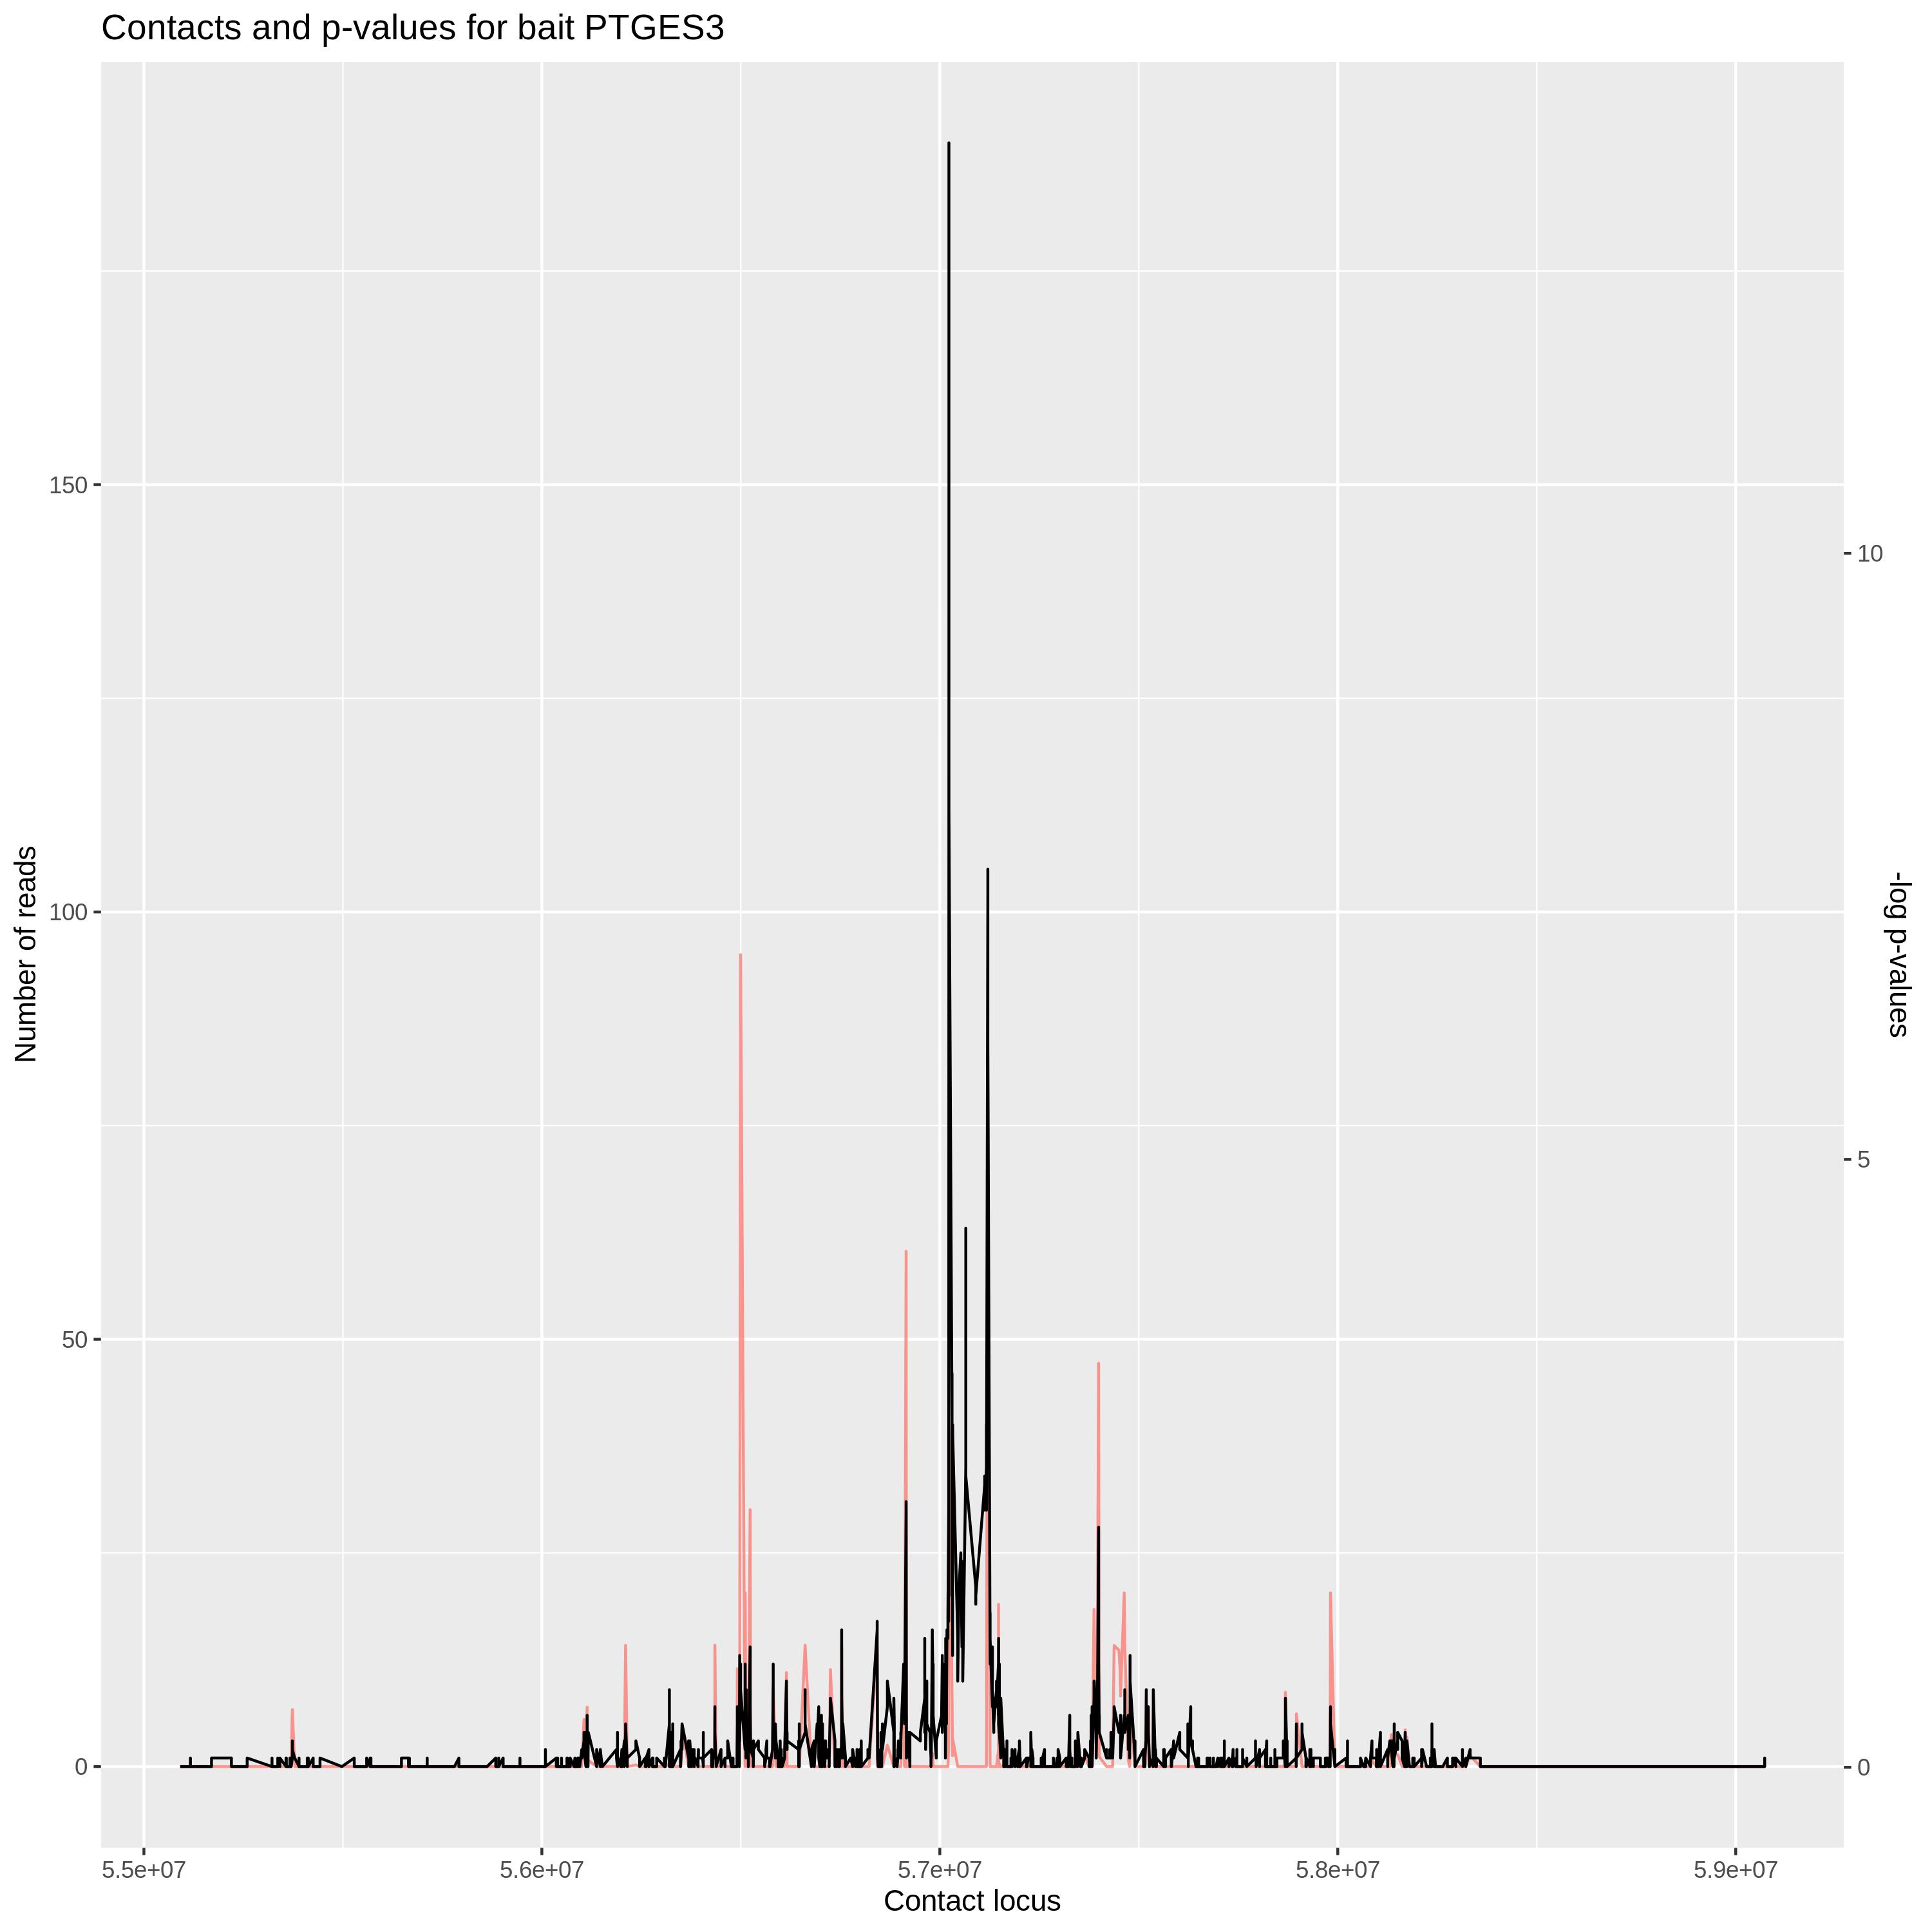 Contacts and p-values for bait PTGES3
150
100
50
0
10
5
0
Number of reads
-log p-values
5.5e+07
5.6e+07
5.7e+07
5.8e+07
5.9e+07
Contact locus